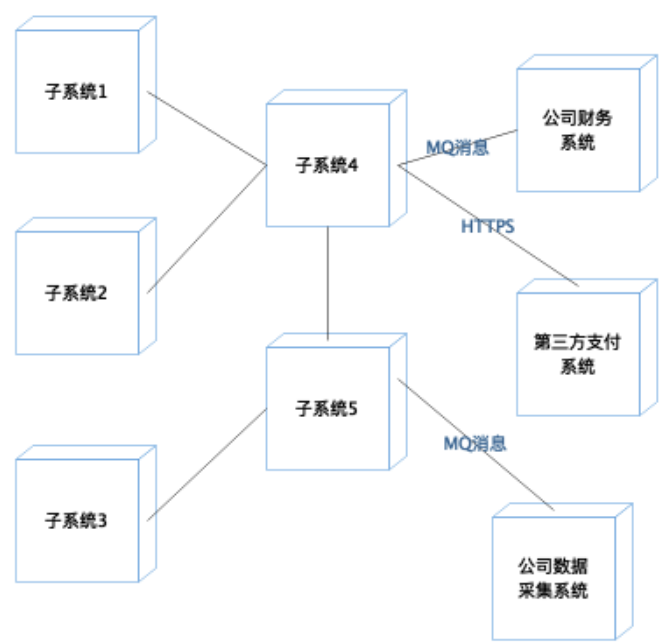 子系统1
子系统4
公司财务
系统
MQ消息
HTTPS
子系统2
第三方支付
系统
子系统5
MQ消息
子系统3
公司数据
采集系统